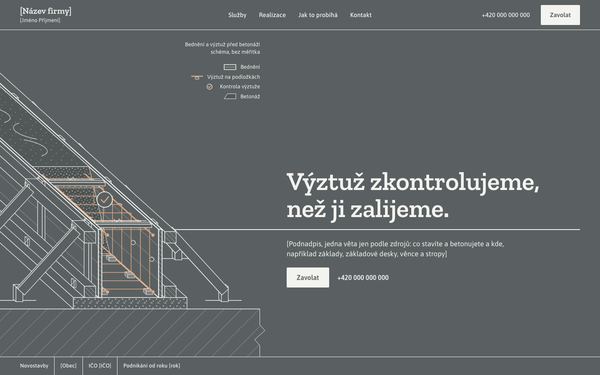 [Název firmy]
[Jméno Příjmení]
Služby
Realizace
Jak to probíhá
Kontakt
+420 000 000 000
Zavolat
Bednění a výztuž před betonáží
schéma, bez měřítka
Bednění
Výztuž na podložkách
Kontrola výztuže
Betonáž
Výztuž zkontrolujeme,
než ji zalijeme.
[Podnadpis, jedna věta jen podle zdrojů: co stavíte a betonujete a kde,
například základy, základové desky, věnce a stropy]
Zavolat
+420 000 000 000
Novostavby
[Obec]
IČO [IČO]
Podnikání od roku [rok]